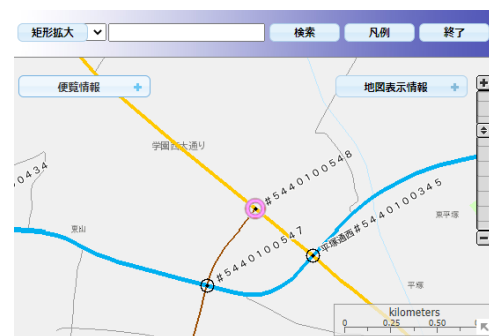 矩形拡大 検索 凡例 終了
便覧情報 + 地図表示情報 +
学園西大通り
#5440100548
0434
平塚通西#5440100345
東平塚
東山
#5440100547
平塚
kilometers
0 0.25 0.50